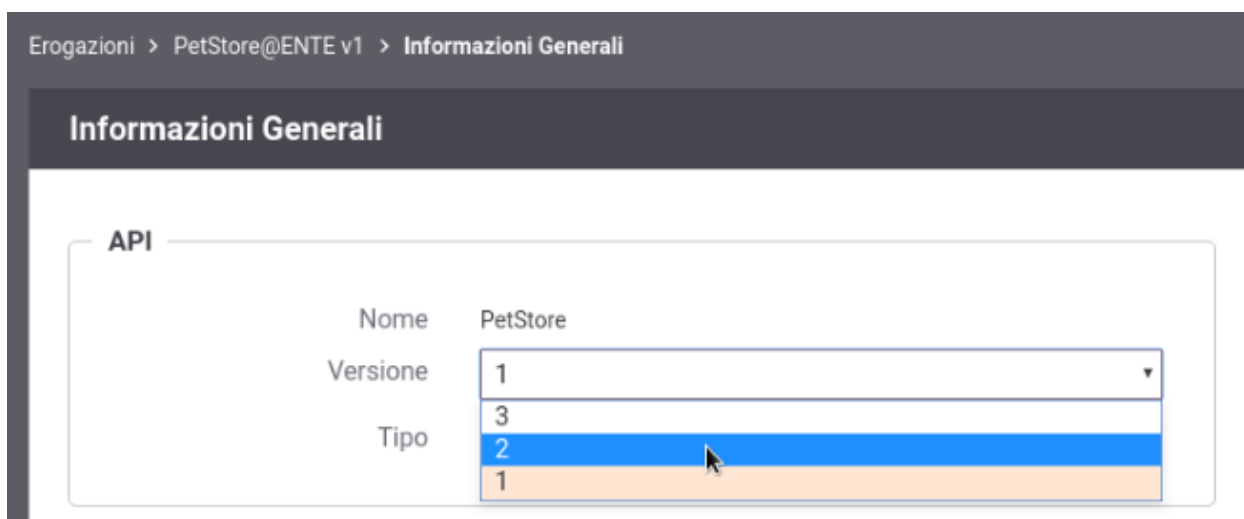 Erogazioni > PetStore@ENTE v1 > Informazioni Generali
Informazioni Generali
API
Nome PetStore
Versione 1
3
Tipo
2
1